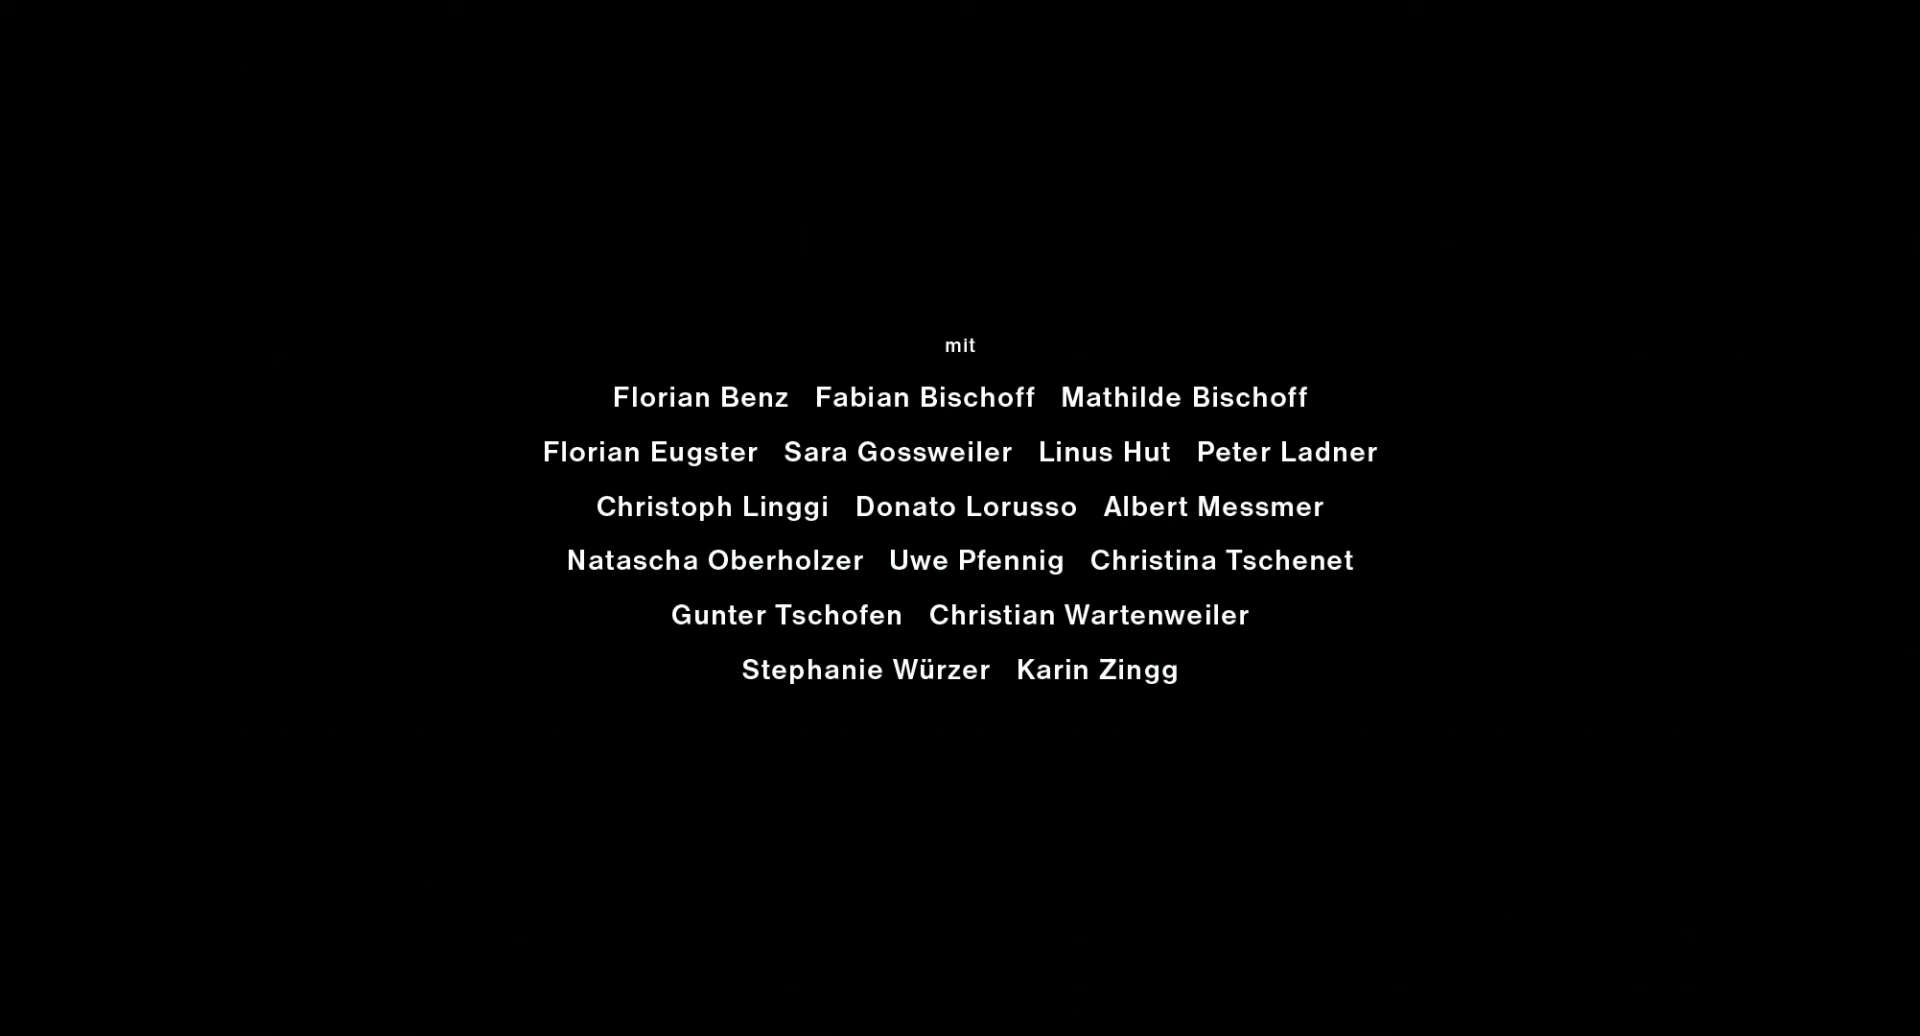 mit
Florian Benz Fabian Bischoff Mathilde Bischoff
Florian Eugster Sara Gossweiler Linus Hut Peter Ladner
Christoph Linggi Donato Lorusso Albert Messmer
Natascha Oberholzer Uwe Pfennig Christina Tschenet
Gunter Tschofen Christian Wartenweiler
Stephanie Würzer Karin Zingg